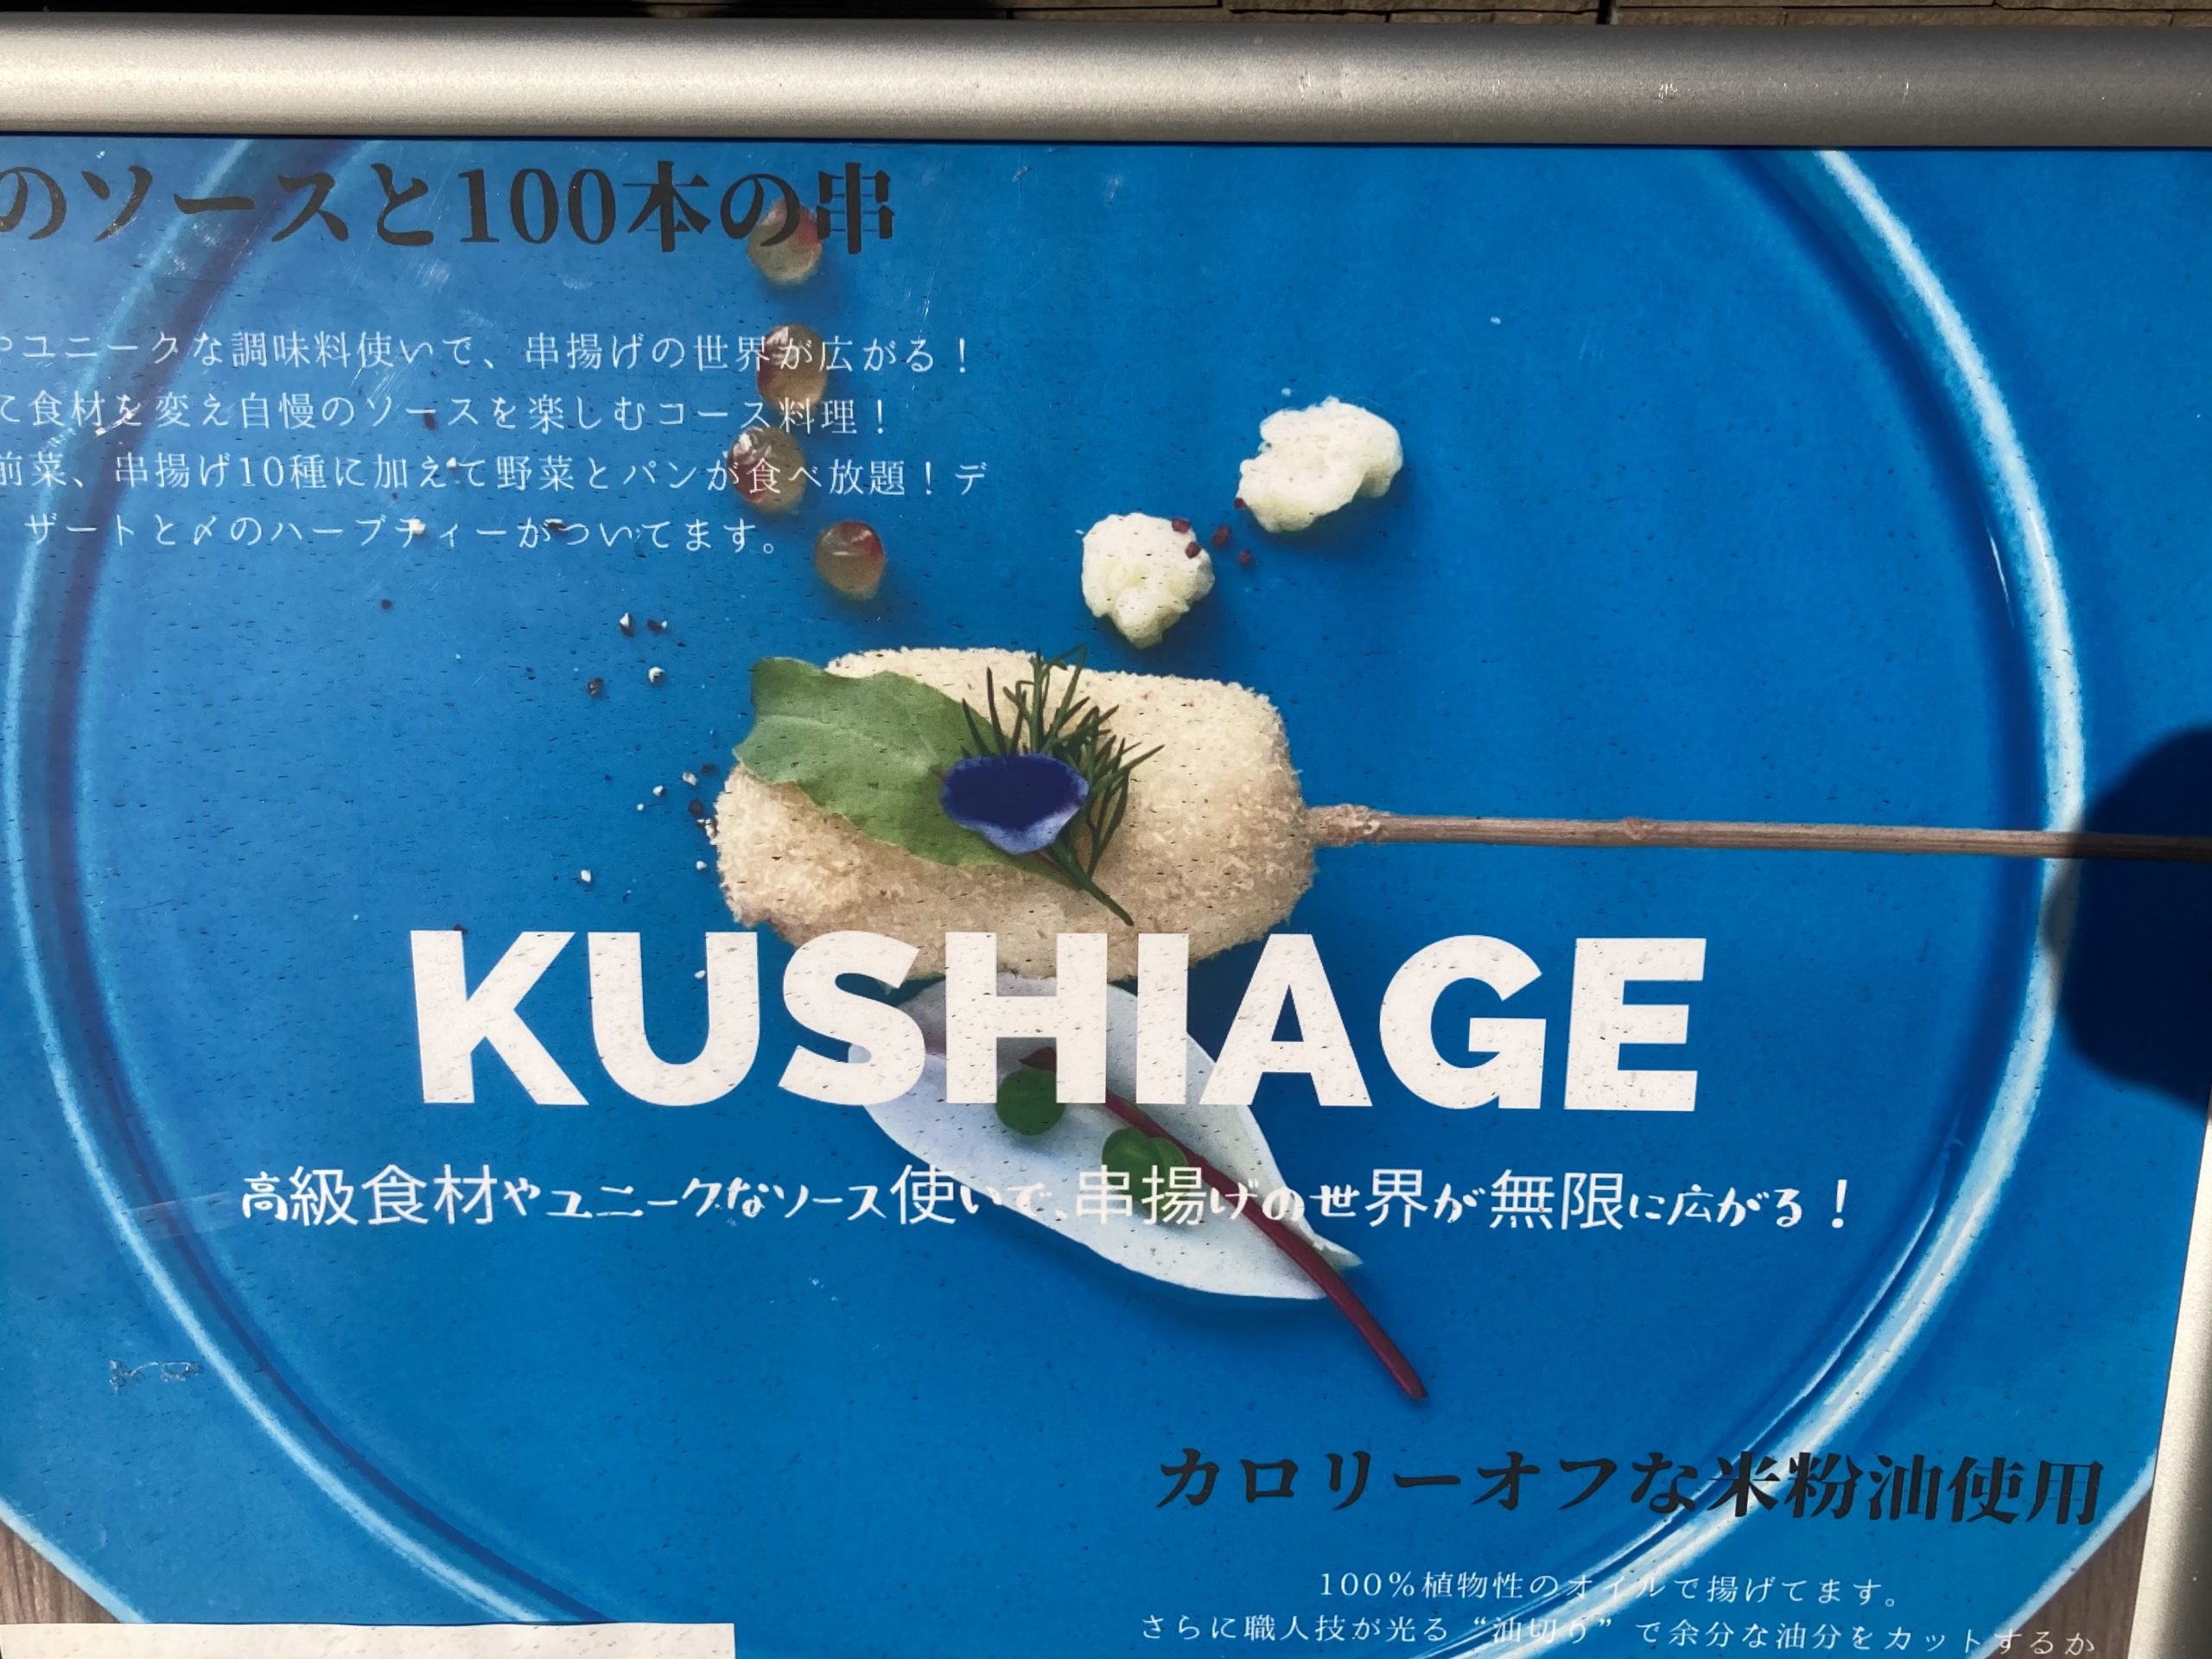 のソースと100本の串
やユニークな調味料使いで、串揚げの世界が広がる！
て食材を変え自慢のソースを楽しむコース料理！
前菜、串揚げ10種に加えて野菜とパンが食べ放題！デ
ザートと〆のハーブティーがついてます。
KUSHIAGE
高級食材やユニークなソース使いで、串揚げの世界が無限に広がる！
カロリーオフな米粉油使用
100%植物性のオイルで揚げてます。
さらに職人技が光る“油切り”で余分な油分をカットするか